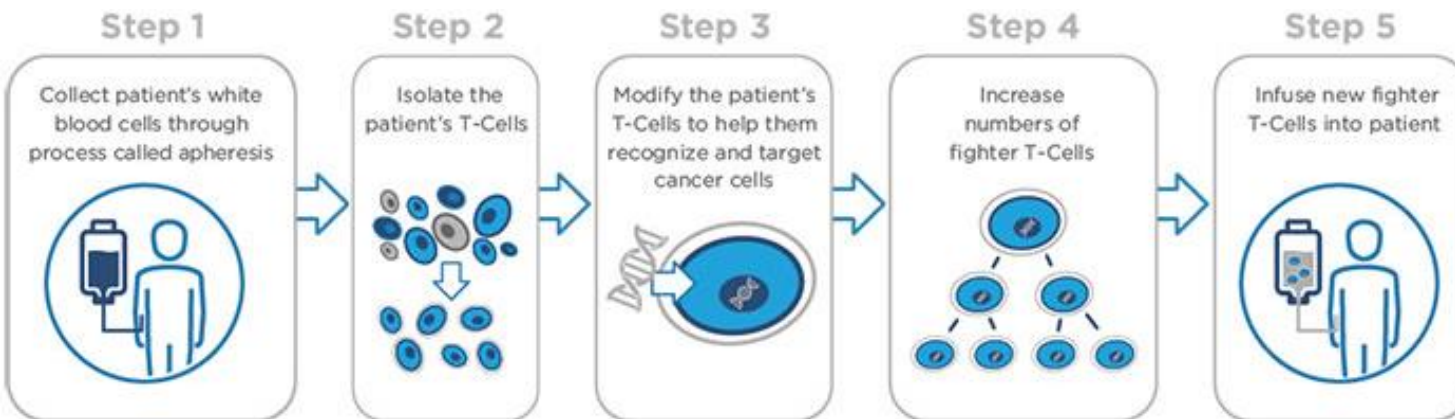 Step 1
Collect patient's white
blood cells through
process called apheresis
Step 2
Isolate the
patient's T-Cells
Step 3
Modify the patient's
T-Cells to help them
recognize and target
cancer cells
Step 4
Increase
numbers of
fighter T-Cells
Step 5
Infuse new fighter
T-Cells into patient